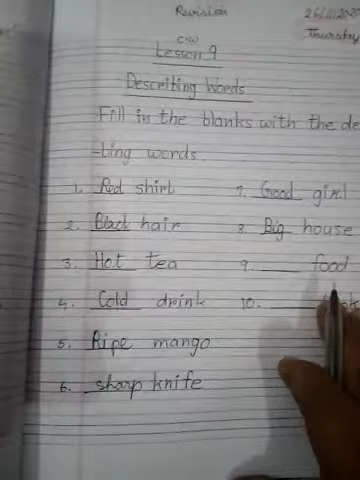 Revision
Thursday
C.W
Lesson 9
Describing Words
Fill in the blanks with the de
-bing words.
1. Red shirt
2. Black hair
3. Hot tea
4. Cold drink
5. Ripe mango
6. sharp knife
7. Good girl
8. Big house
9. ____ food
10. ____